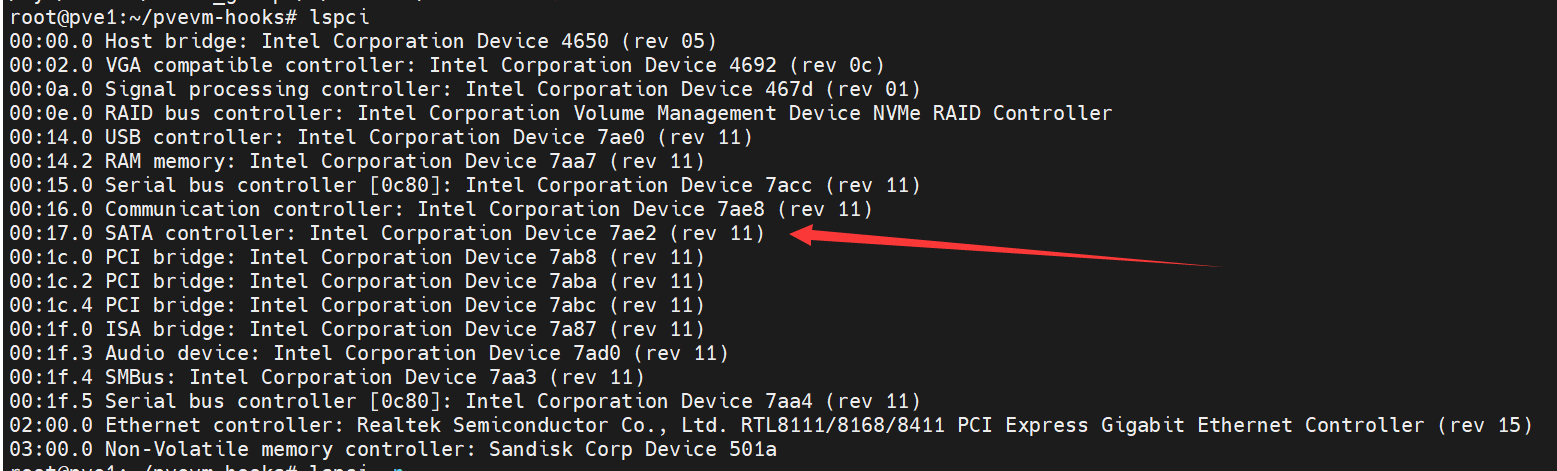 root@pve1:~/pvevm-hooks# lspci
00:00.0 Host bridge: Intel Corporation Device 4650 (rev 05)
00:02.0 VGA compatible controller: Intel Corporation Device 4692 (rev 0c)
00:0a.0 Signal processing controller: Intel Corporation Device 467d (rev 01)
00:0e.0 RAID bus controller: Intel Corporation Volume Management Device NVMe RAID Controller
00:14.0 USB controller: Intel Corporation Device 7ae0 (rev 11)
00:14.2 RAM memory: Intel Corporation Device 7aa7 (rev 11)
00:15.0 Serial bus controller [0c80]: Intel Corporation Device 7acc (rev 11)
00:16.0 Communication controller: Intel Corporation Device 7ae8 (rev 11)
00:17.0 SATA controller: Intel Corporation Device 7ae2 (rev 11)
00:1c.0 PCI bridge: Intel Corporation Device 7ab8 (rev 11)
00:1c.2 PCI bridge: Intel Corporation Device 7aba (rev 11)
00:1c.4 PCI bridge: Intel Corporation Device 7abc (rev 11)
00:1f.0 ISA bridge: Intel Corporation Device 7a87 (rev 11)
00:1f.3 Audio device: Intel Corporation Device 7ad0 (rev 11)
00:1f.4 SMBus: Intel Corporation Device 7aa3 (rev 11)
00:1f.5 Serial bus controller [0c80]: Intel Corporation Device 7aa4 (rev 11)
02:00.0 Ethernet controller: Realtek Semiconductor Co., Ltd. RTL8111/8168/8411 PCI Express Gigabit Ethernet Controller (rev 15)
03:00.0 Non-Volatile memory controller: Sandisk Corp Device 501a
root@pve1:~/pvevm-hooks# lspci